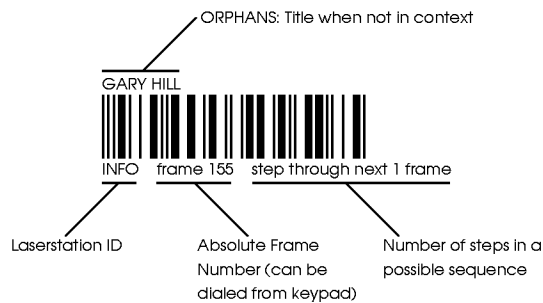 ORPHANS: Title when not in context
GARY HILL
INFO frame 155 step through next 1 frame
Laserstation ID
Absolute Frame
Number (can be
dialed from keypad)
Number of steps in a
possible sequence